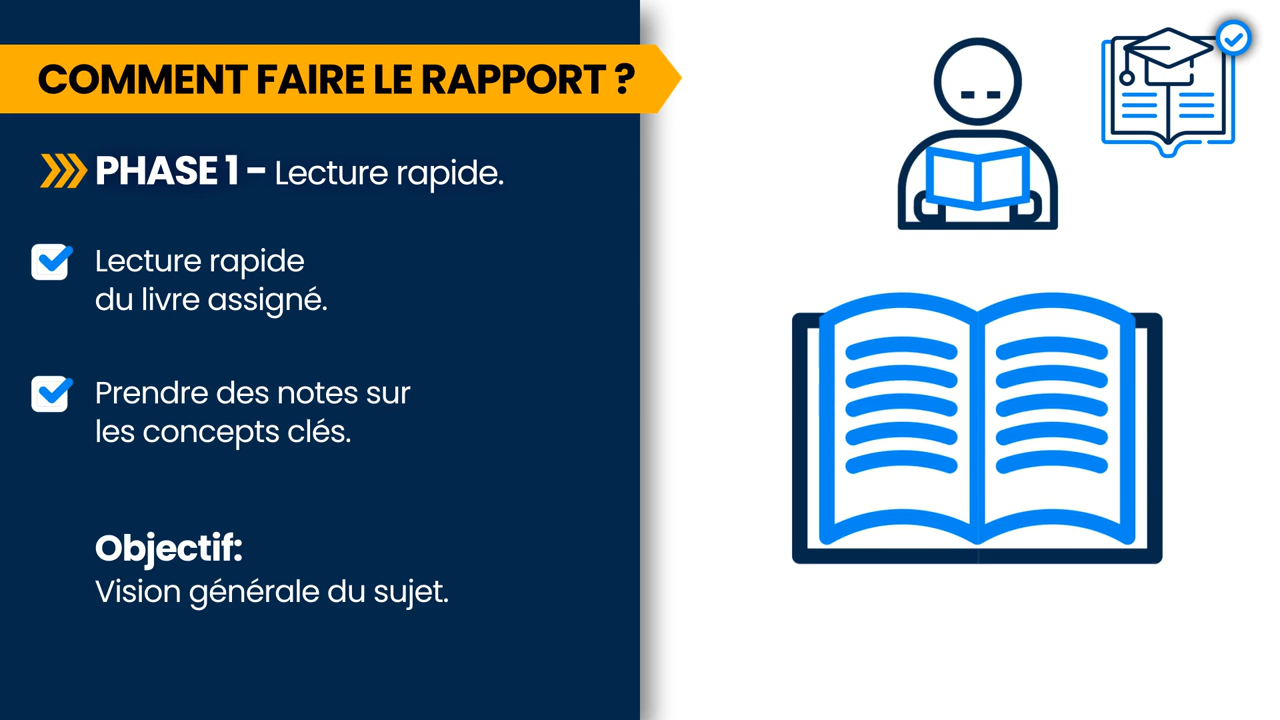 COMMENT FAIRE LE RAPPORT ?
PHASE 1 - Lecture rapide.
Lecture rapide
du livre assigné.
Prendre des notes sur
les concepts clés.
Objectif:
Vision générale du sujet.